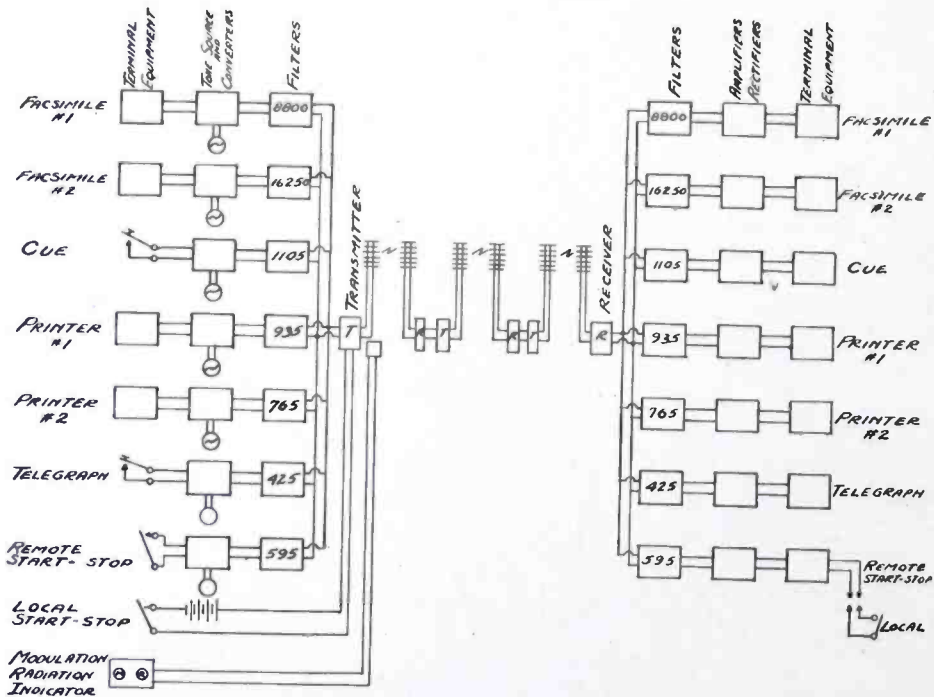 TERMINAL
EQUIPMENT
TONE SOURCE
AND
CONVERTERS
FILTERS
FACSIMILE
#1
8800
FACSIMILE
#2
16250
CUE
1105
PRINTER
#1
935
PRINTER
#2
765
TELEGRAPH
425
REMOTE
START-STOP
595
LOCAL
START-STOP
MODULATION
RADIATION
INDICATOR
M R
TRANSMITTER
T
R T
R T
RECEIVER
R
FILTERS
AMPLIFIERS
RECTIFIERS
TERMINAL
EQUIPMENT
8800
FACSIMILE
#1
16250
FACSIMILE
#2
1105
CUE
935
PRINTER
#1
765
PRINTER
#2
425
TELEGRAPH
595
REMOTE
START-STOP
LOCAL